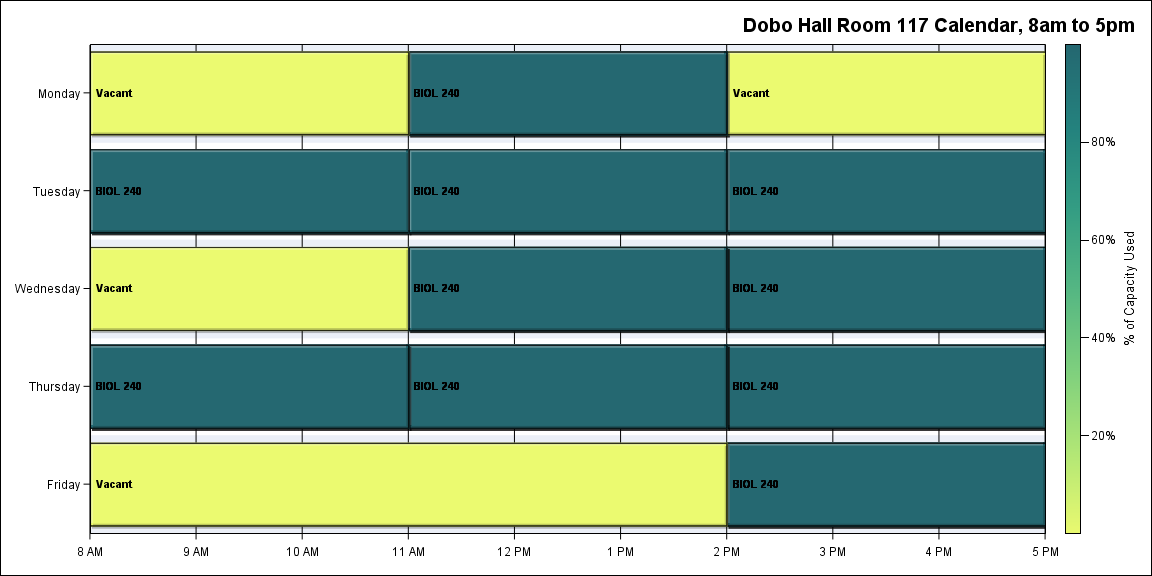 Dobo Hall Room 117 Calendar, 8am to 5pm
Monday
Vacant
BIOL 240
Vacant
Tuesday
BIOL 240
BIOL 240
BIOL 240
Wednesday
Vacant
BIOL 240
BIOL 240
Thursday
BIOL 240
BIOL 240
BIOL 240
Friday
Vacant
BIOL 240
8 AM
9 AM
10 AM
11 AM
12 PM
1 PM
2 PM
3 PM
4 PM
5 PM
80%
60%
40%
20%
% of Capacity Used